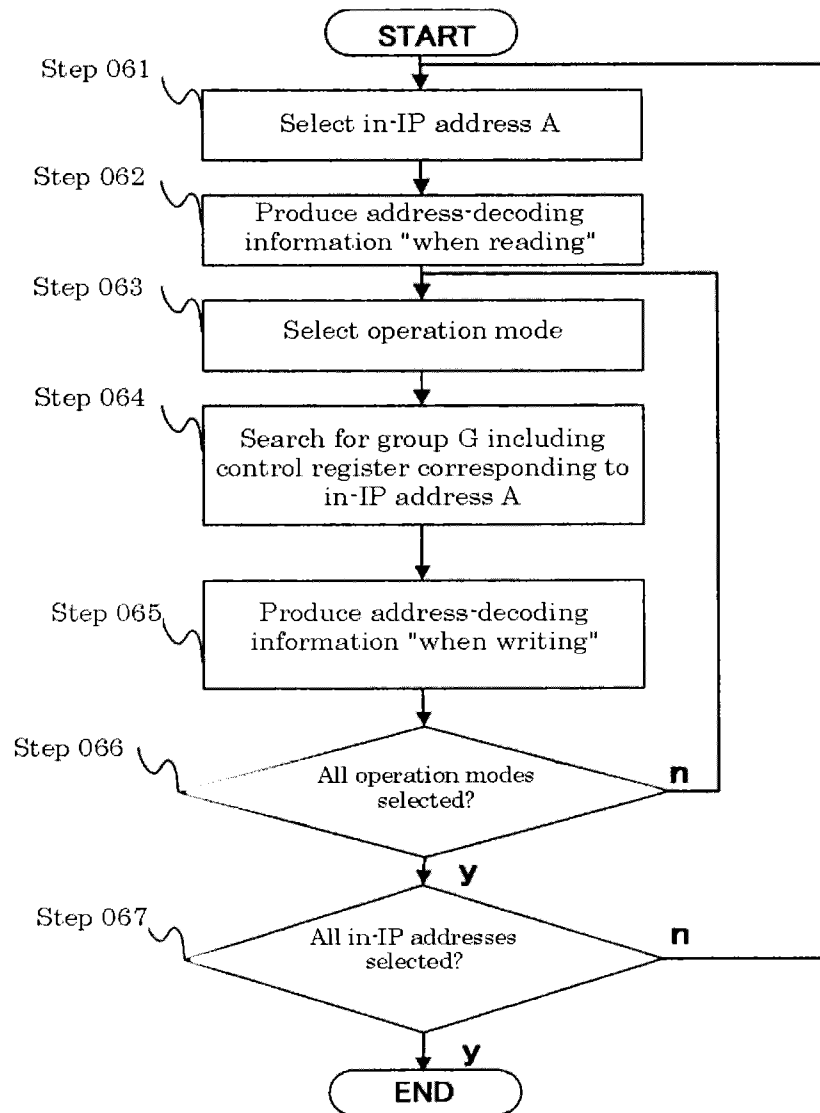 START
Step 061
Select in-IP address A
Step 062
Produce address-decoding
information "when reading"
Step 063
Select operation mode
Step 064
Search for group G including
control register corresponding to
in-IP address A
Step 065
Produce address-decoding
information "when writing"
Step 066
All operation modes
selected?
n
y
Step 067
All in-IP addresses
selected?
n
y
END